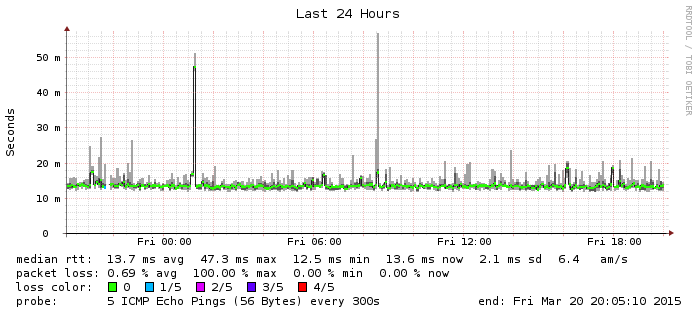 Last 24 Hours
RRDTOOL / TOBI OETIKER
Seconds
50 m
40 m
30 m
20 m
10 m
0
Fri 00:00 Fri 06:00 Fri 12:00 Fri 18:00
median rtt: 13.7 ms avg 47.3 ms max 12.5 ms min 13.6 ms now 2.1 ms sd 6.4 am/s
packet loss: 0.69 % avg 100.00 % max 0.00 % min 0.00 % now
loss color: 0 1/5 2/5 3/5 4/5
probe: 5 ICMP Echo Pings (56 Bytes) every 300s end: Fri Mar 20 20:05:10 2015